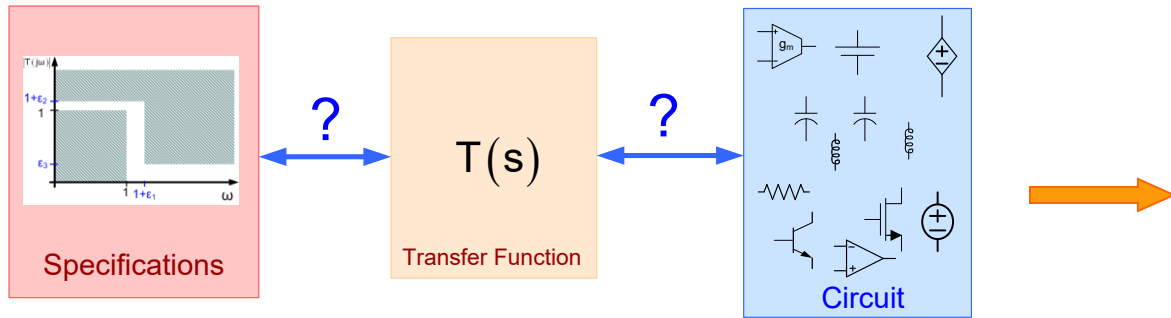 |T(jω)|
1+ε₂
1
ε₃
1
1+ε₁
ω
Specifications
?
T(s)
Transfer Function
?
gₘ
Circuit